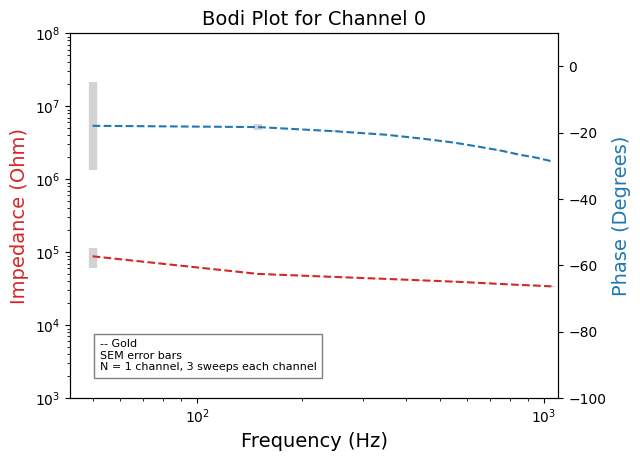 Bodi Plot for Channel 0
10^8
10^7
10^6
10^5
10^4
10^3
Impedance (Ohm)
0
−20
−40
−60
−80
−100
Phase (Degrees)
-- Gold
SEM error bars
N = 1 channel, 3 sweeps each channel
10^2
10^3
Frequency (Hz)